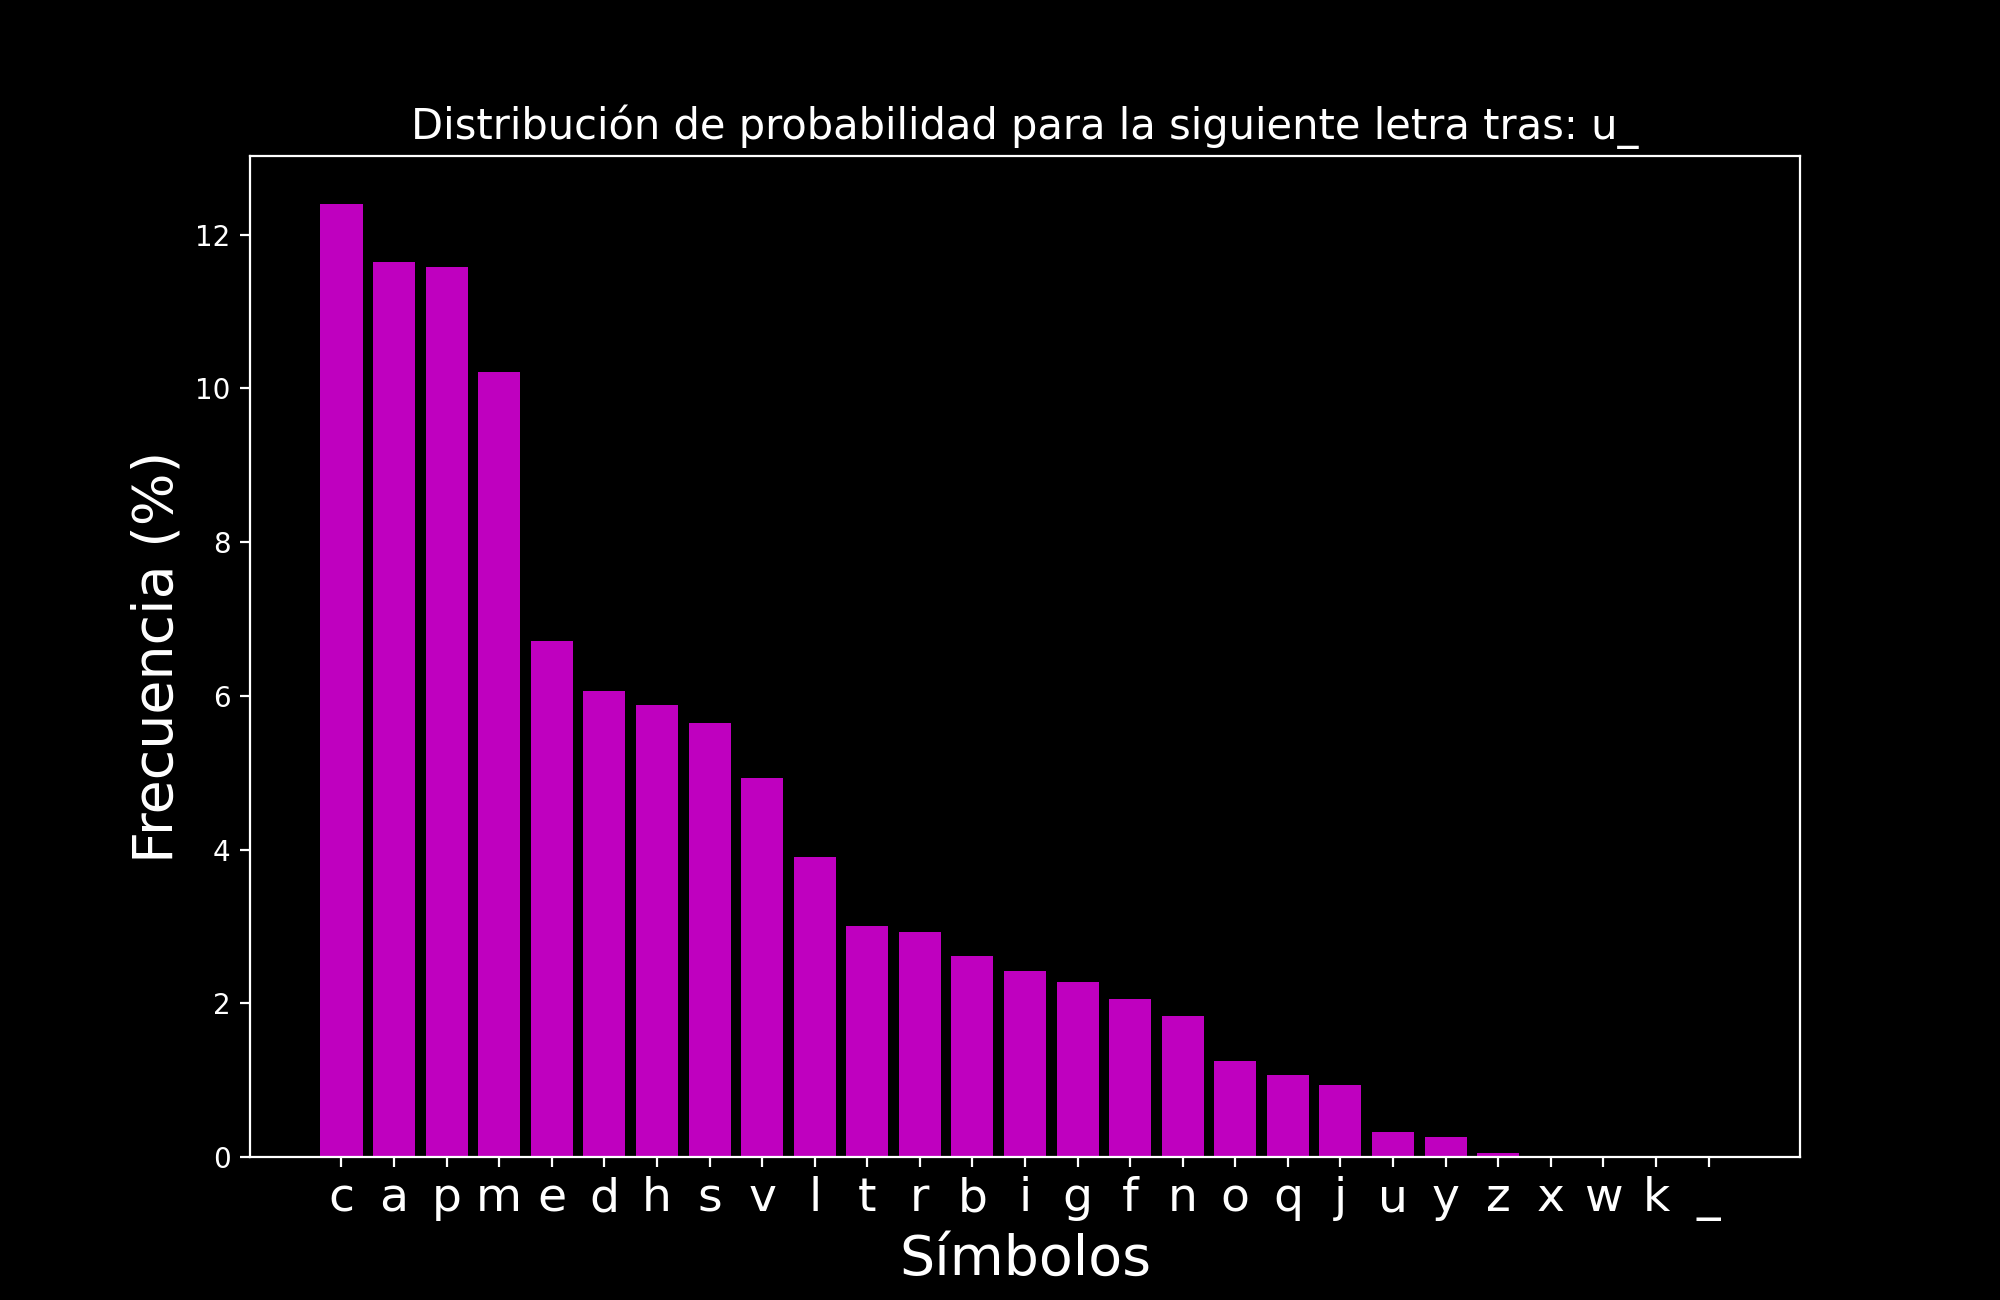 Distribución de probabilidad para la siguiente letra tras: u_
12
10
8
6
4
2
0
Frecuencia (%)
c a p m e d h s v l t r b i g f n o q j u y z x w k _
Símbolos